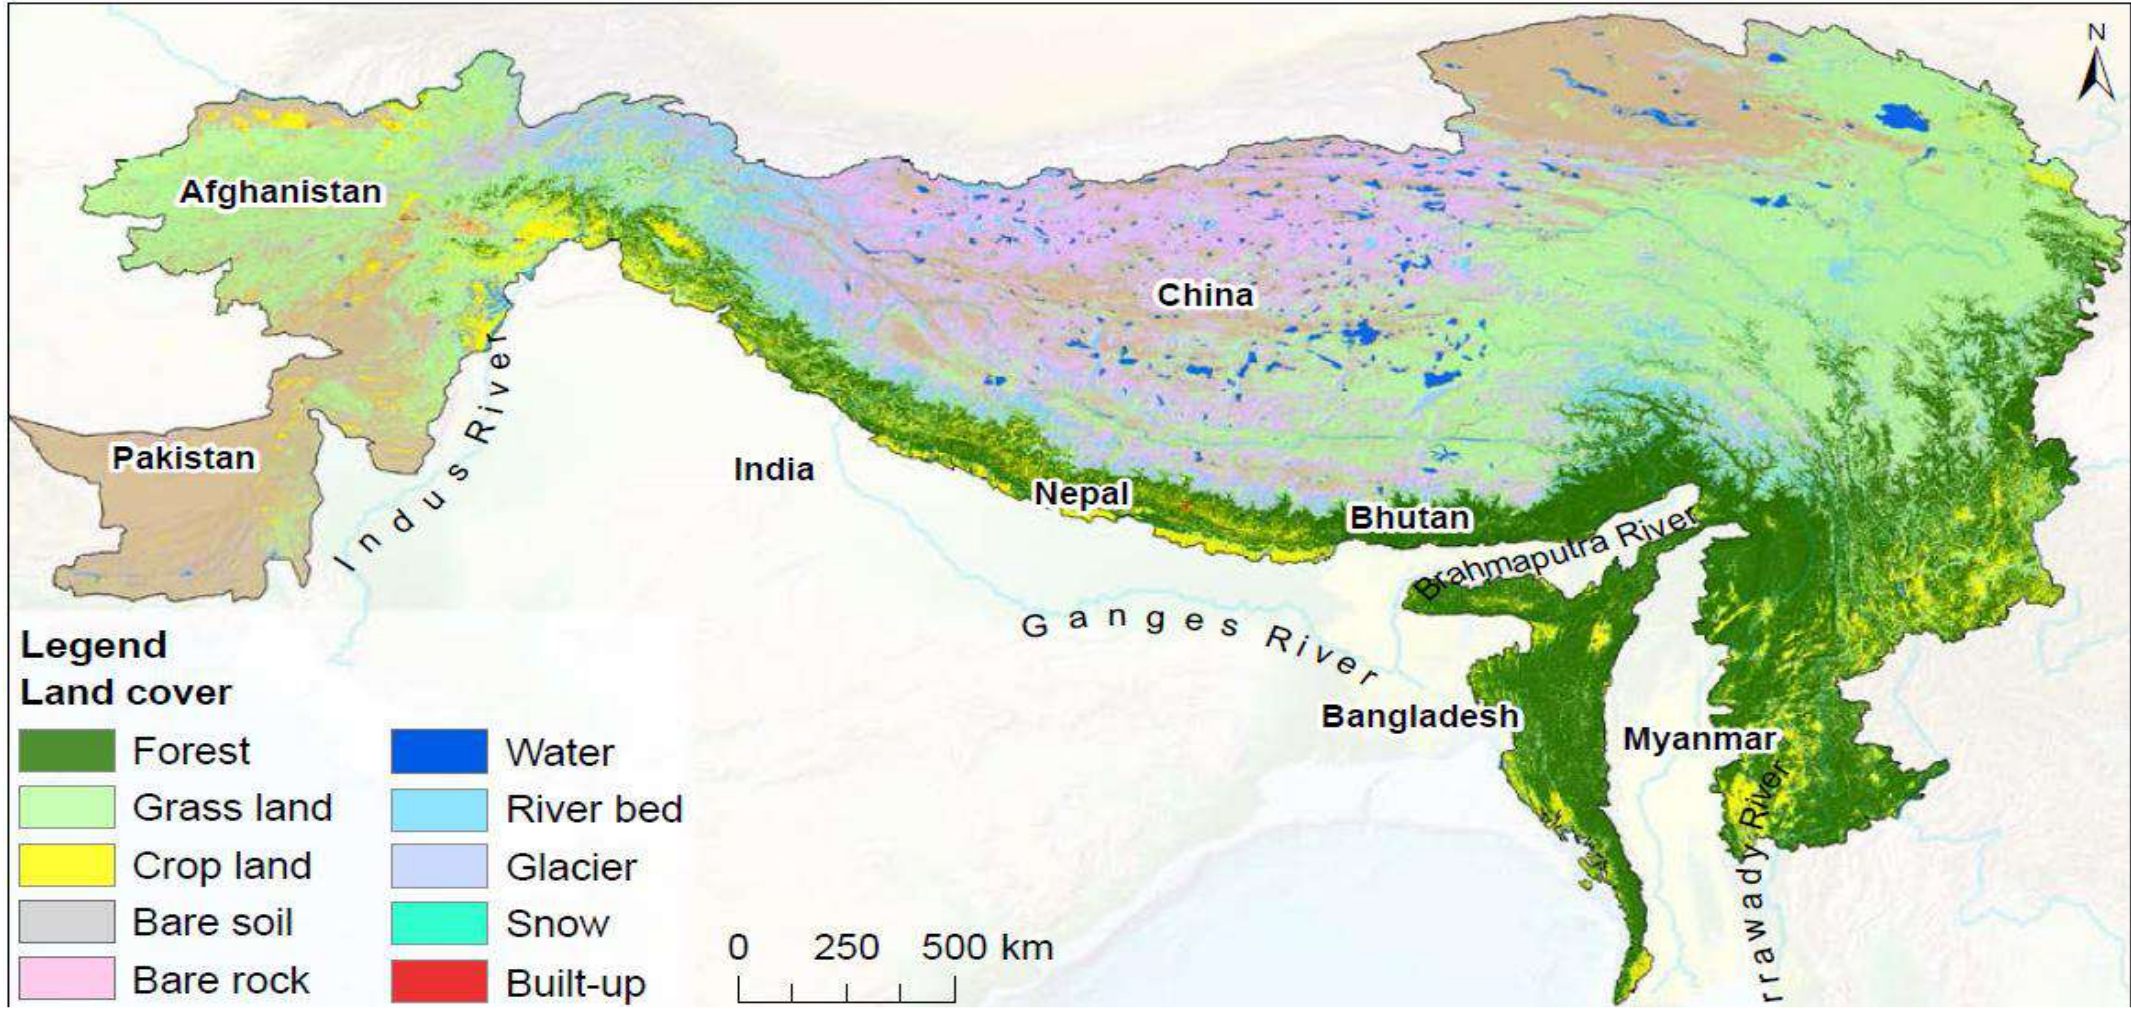 N
Afghanistan
China
Pakistan
India
Nepal
Bhutan
Indus River
Brahmaputra River
Ganges River
Bangladesh
Myanmar
rrawady River
Legend
Land cover
Forest
Grass land
Crop land
Bare soil
Bare rock
Water
River bed
Glacier
Snow
Built-up
0 250 500 km